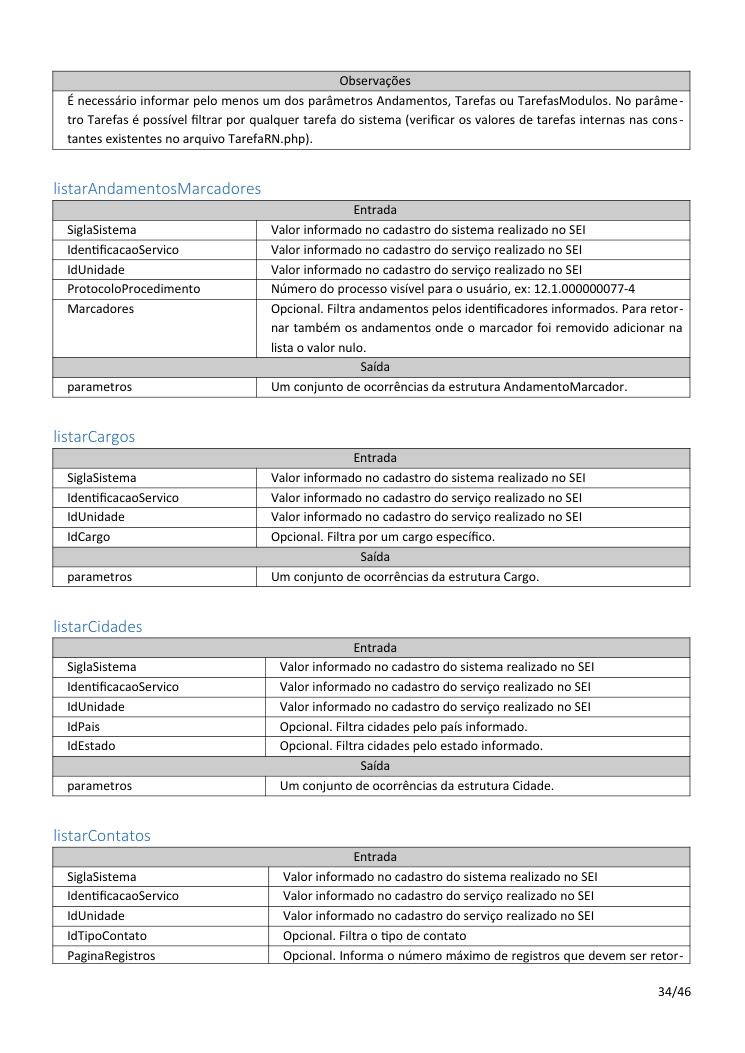 Observações
É necessário informar pelo menos um dos parâmetros Andamentos, Tarefas ou TarefasModulos. No parâme-
tro Tarefas é possível filtrar por qualquer tarefa do sistema (verificar os valores de tarefas internas nas cons-
tantes existentes no arquivo TarefaRN.php).
listarAndamentosMarcadores
Entrada
SiglaSistema Valor informado no cadastro do sistema realizado no SEI
IdentificacaoServico Valor informado no cadastro do serviço realizado no SEI
IdUnidade Valor informado no cadastro do serviço realizado no SEI
ProtocoloProcedimento Número do processo visível para o usuário, ex: 12.1.000000077-4
Marcadores Opcional. Filtra andamentos pelos identificadores informados. Para retor-
nar também os andamentos onde o marcador foi removido adicionar na
lista o valor nulo.
Saída
parametros Um conjunto de ocorrências da estrutura AndamentoMarcador.
listarCargos
Entrada
SiglaSistema Valor informado no cadastro do sistema realizado no SEI
IdentificacaoServico Valor informado no cadastro do serviço realizado no SEI
IdUnidade Valor informado no cadastro do serviço realizado no SEI
IdCargo Opcional. Filtra por um cargo específico.
Saída
parametros Um conjunto de ocorrências da estrutura Cargo.
listarCidades
Entrada
SiglaSistema Valor informado no cadastro do sistema realizado no SEI
IdentificacaoServico Valor informado no cadastro do serviço realizado no SEI
IdUnidade Valor informado no cadastro do serviço realizado no SEI
IdPais Opcional. Filtra cidades pelo país informado.
IdEstado Opcional. Filtra cidades pelo estado informado.
Saída
parametros Um conjunto de ocorrências da estrutura Cidade.
listarContatos
Entrada
SiglaSistema Valor informado no cadastro do sistema realizado no SEI
IdentificacaoServico Valor informado no cadastro do serviço realizado no SEI
IdUnidade Valor informado no cadastro do serviço realizado no SEI
IdTipoContato Opcional. Filtra o tipo de contato
PaginaRegistros Opcional. Informa o número máximo de registros que devem ser retor-
34/46